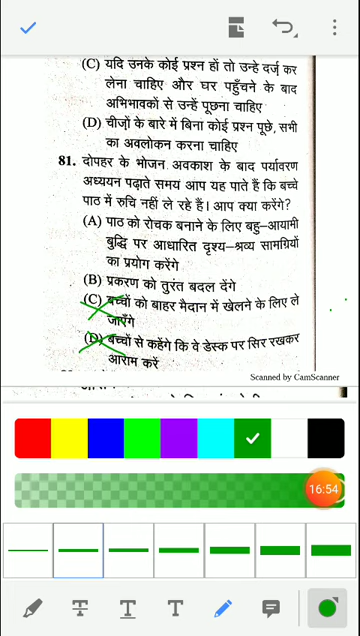 (C) यदि उनके कोई प्रश्न हों तो उन्हे दर्ज़ कर
लेना चाहिए और घर पहुँचने के बाद
अभिभावकों से उन्हें पूछना चाहिए
(D) चीज़ों के बारे में बिना कोई प्रश्न पूछे, सभी
का अवलोकन करना चाहिए
81. दोपहर के भोजन अवकाश के बाद पर्यावरण
अध्ययन पढ़ाते समय आप यह पाते हैं कि बच्चे
पाठ में रुचि नहीं ले रहे हैं। आप क्या करेंगे?
(A) पाठ को रोचक बनाने के लिए बहु–आयामी
बुद्धि पर आधारित दृश्य–श्रव्य सामग्रियों
का प्रयोग करेंगे
(B) प्रकरण को तुरंत बदल देंगे
(C) बच्चों को बाहर मैदान में खेलने के लिए ले
जाएँगे
(D) बच्चों से कहेंगे कि वे डेस्क पर सिर रखकर
आराम करें
Scanned by CamScanner
16:54
T T T